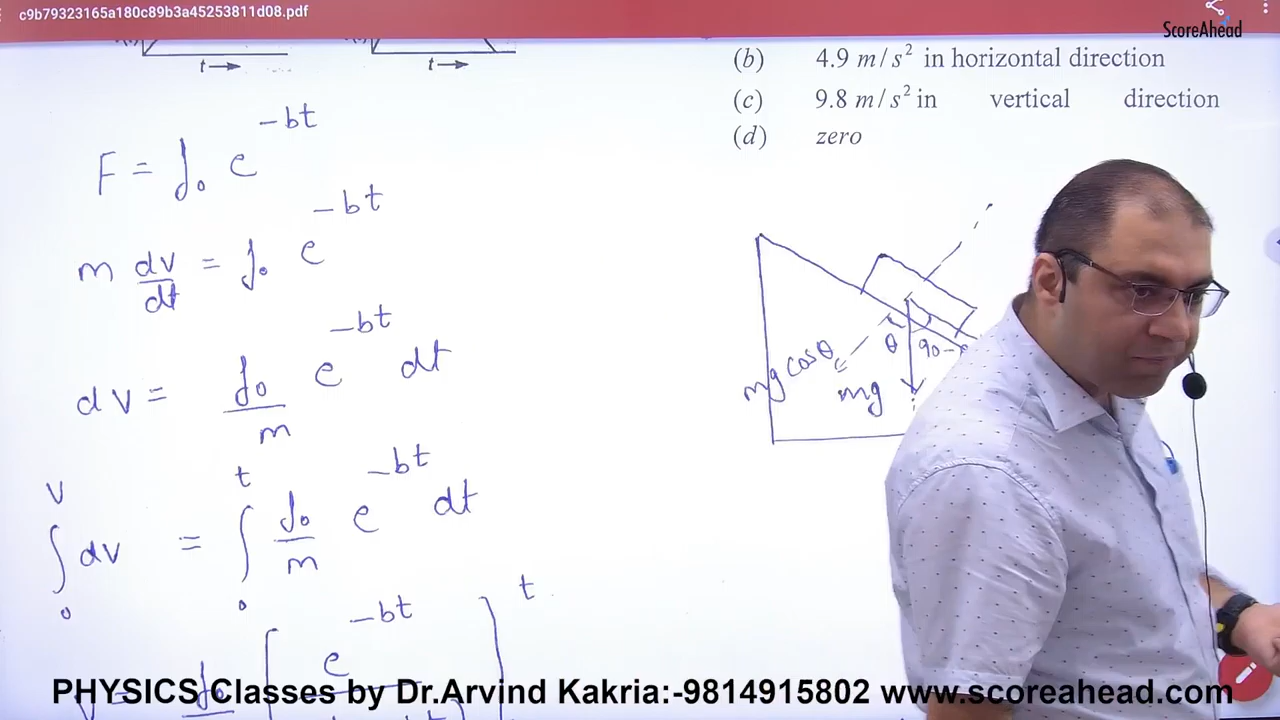 c9b79323165a180c89b3a45253811d08.pdf
ScoreAhead
t→
t→
(b) 4.9 m/s² in horizontal direction
(c) 9.8 m/s² in vertical direction
(d) zero
F = f₀ e^(-bt)
m dv/dt = f₀ e^(-bt)
dv = f₀/m e^(-bt) dt
∫₀^v dv = ∫₀^t f₀/m e^(-bt) dt
e^(-bt) ] t
mg cosθ
θ
90-
mg
PHYSICS Classes by Dr.Arvind Kakria:-9814915802 www.scoreahead.com